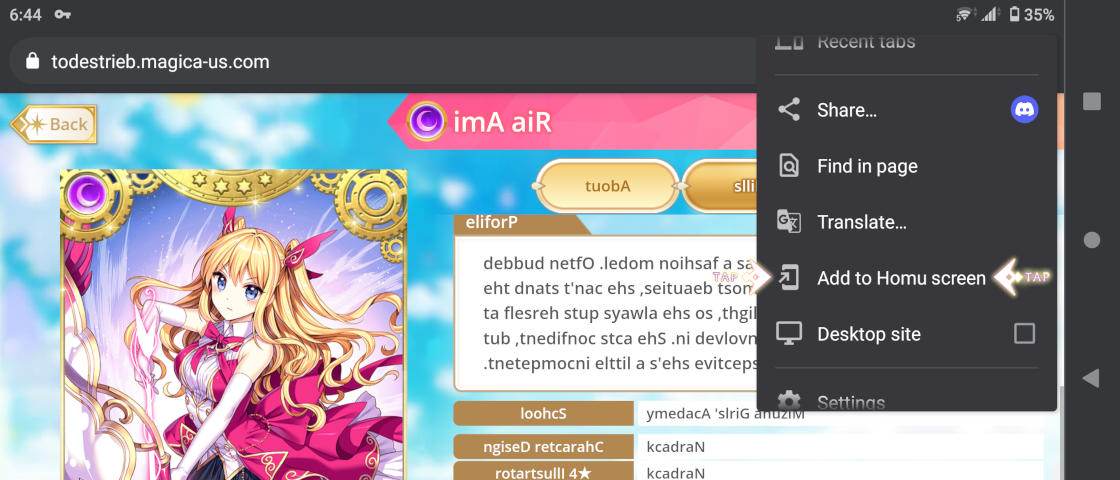 6:44
5
35%
todestrieb.magica-us.com
Recent tabs
Back
imA aiR
Share...
Find in page
tuobA
slli
Translate...
eliforP
debbud netfO .ledom noihsaf a sa
eht dnats t'nac ehs ,seituaeb tsom
TAP
Add to Homu screen
TAP
,thgil
ta flesreh stup syawla ehs os
tub ,tnedifnoc stca ehS .ni devlovn
Desktop site
.tnetepmocni elttil a s'ehs evitceps
Settings
loohcS
ymedacA 'slriG anuziM
ngiseD retcarahC
kcadraN
rotartsullI 4★
kcadraN